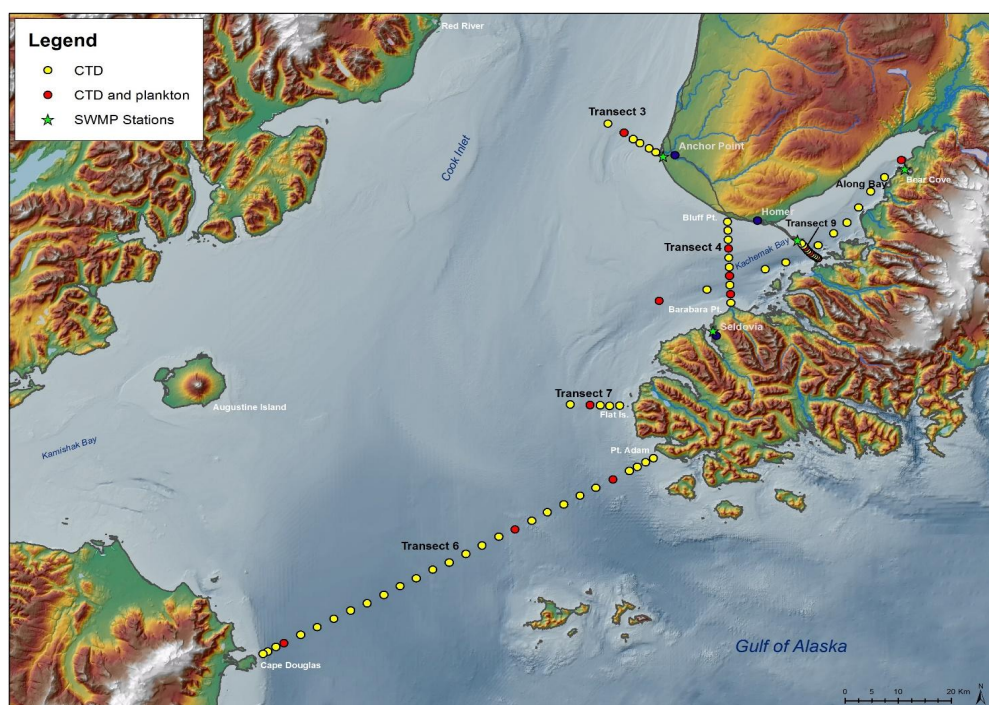 Legend
CTD
CTD and plankton
SWMP Stations
Red River
Cook Inlet
Transect 3
Anchor Point
Bear Cove
Along Bay
Bluff Pt.
Homer
Transect 9
Transect 4
Kachemak Bay
Barabara Pt.
Seldovia
Augustine Island
Transect 7
Flat Is.
Kamishak Bay
Pt. Adam
Transect 6
Cape Douglas
Gulf of Alaska
0 5 10 20 Km
N